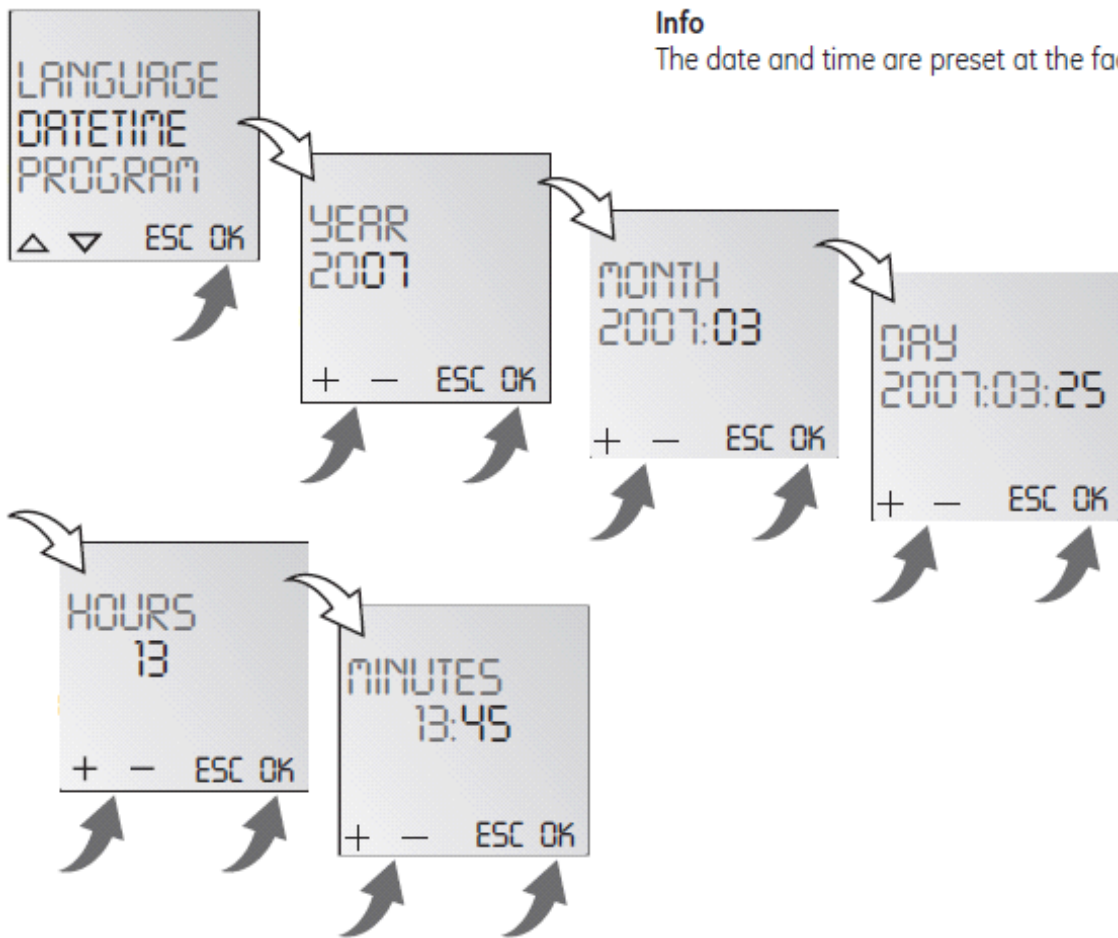 Info
The date and time are preset at the
LANGUAGE
DATETIME
PROGRAM
ESC OK
YEAR
2007
+ − ESC OK
MONTH
2007:03
+ − ESC OK
DAY
2007:03:25
+ − ESC OK
HOURS
13
+ − ESC OK
MINUTES
13:45
+ − ESC OK